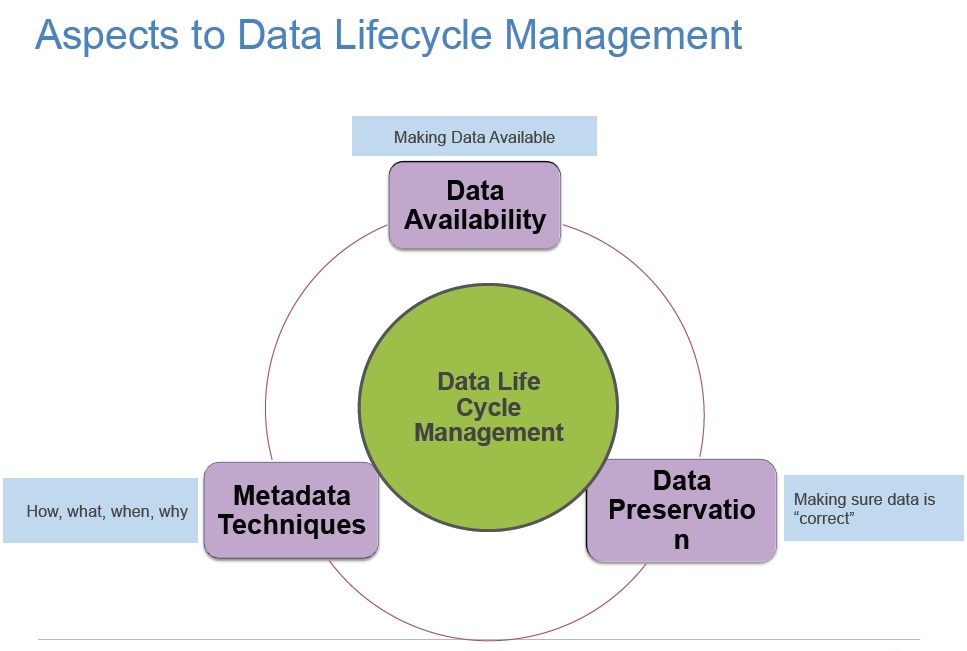 Aspects to Data Lifecycle Management
Making Data Available
Data
Availability
Data Life
Cycle
Management
How, what, when, why
Metadata
Techniques
Data
Preservatio
n
Making sure data is
“correct”